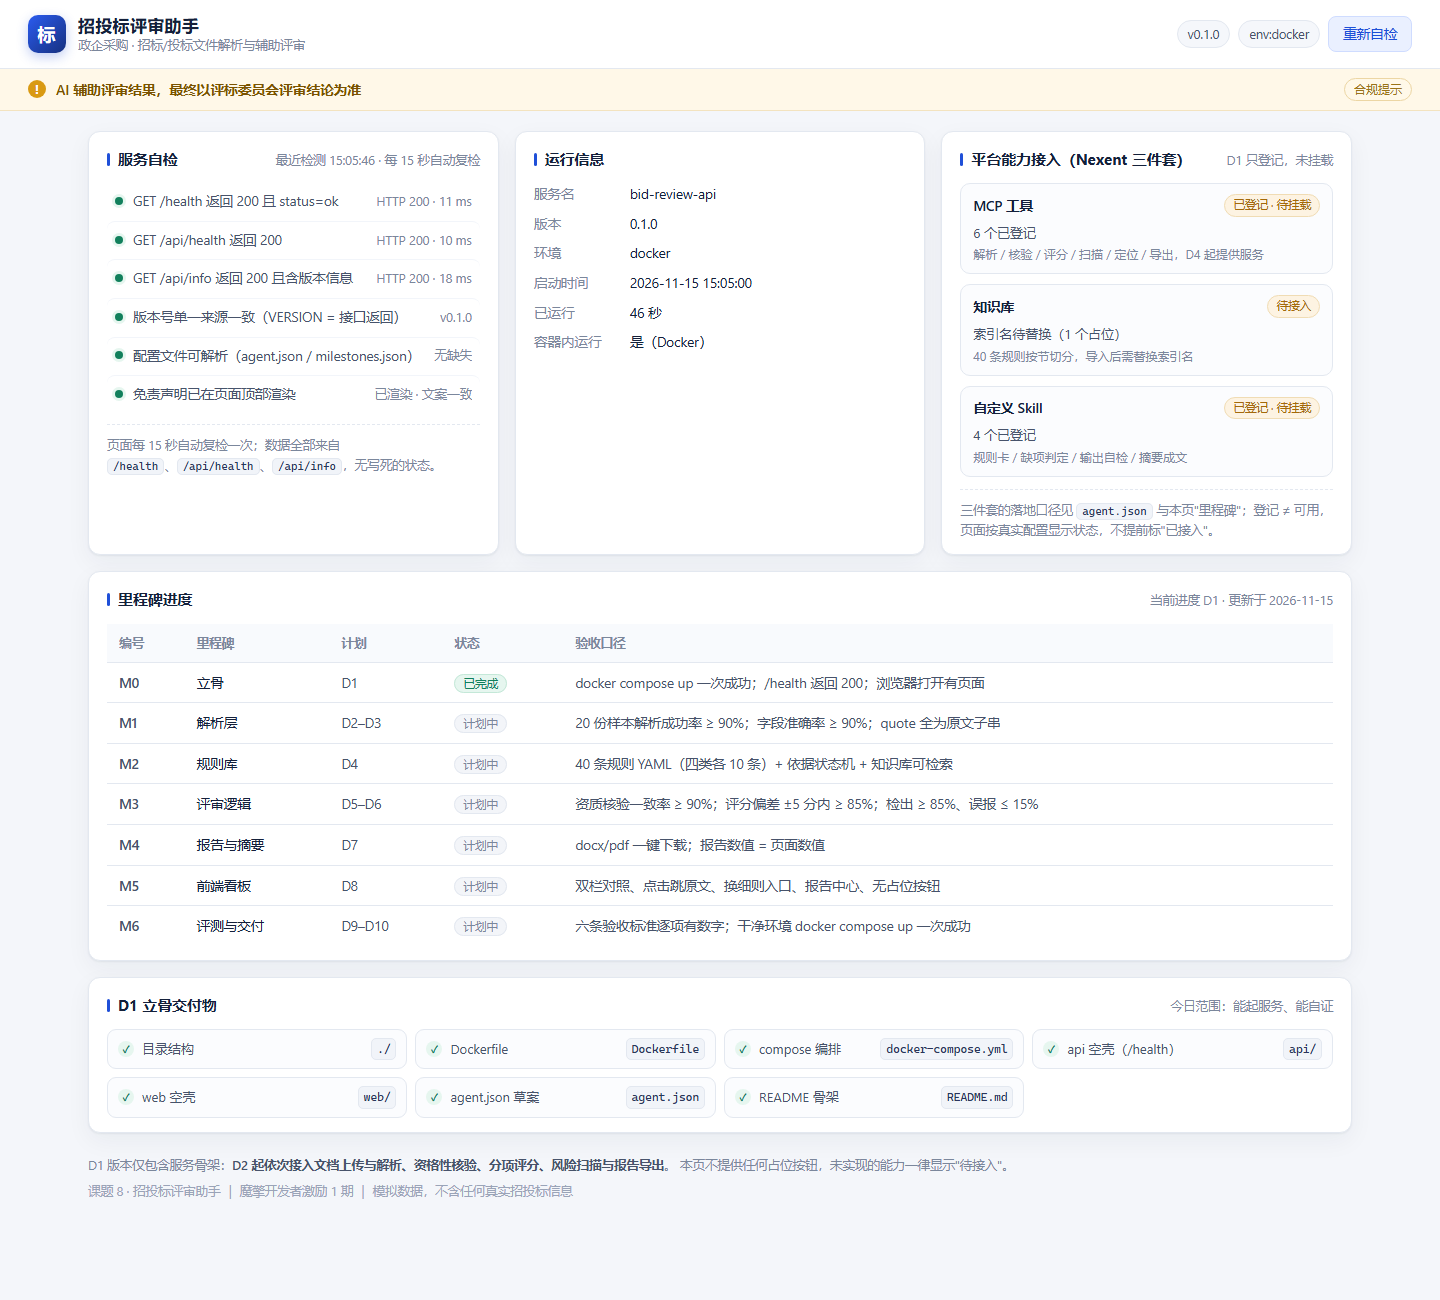 标
招投标评审助手
政企采购 · 招标/投标文件解析与辅助评审
v0.1.0
env:docker
重新自检
! AI 辅助评审结果，最终以评标委员会评审结论为准
合规提示
服务自检
最近检测 15:05:46 · 每 15 秒自动复检
GET /health 返回 200 且 status=ok HTTP 200 · 11 ms
GET /api/health 返回 200 HTTP 200 · 10 ms
GET /api/info 返回 200 且含版本信息 HTTP 200 · 18 ms
版本号单一来源一致（VERSION = 接口返回） v0.1.0
配置文件可解析（agent.json / milestones.json） 无缺失
免责声明已在页面顶部渲染 已渲染 · 文案一致
页面每 15 秒自动复检一次；数据全部来自
/health、/api/health、/api/info，无写死的状态。
运行信息
服务名 bid-review-api
版本 0.1.0
环境 docker
启动时间 2026-11-15 15:05:00
已运行 46 秒
容器内运行 是（Docker）
平台能力接入（Nexent 三件套） D1 只登记，未挂载
MCP 工具 已登记 · 待挂载
6 个已登记
解析 / 核验 / 评分 / 扫描 / 定位 / 导出，D4 起提供服务
知识库 待接入
索引名待替换（1 个占位）
40 条规则按节切分，导入后需替换索引名
自定义 Skill 已登记 · 待挂载
4 个已登记
规则卡 / 缺项判定 / 输出自检 / 摘要成文
三件套的落地口径见 agent.json 与本页"里程碑"；登记 ≠ 可用，
页面按真实配置显示状态，不提前标"已接入"。
里程碑进度 当前进度 D1 · 更新于 2026-11-15
编号 里程碑 计划 状态 验收口径
M0 立骨 D1 已完成 docker compose up 一次成功；/health 返回 200；浏览器打开有页面
M1 解析层 D2–D3 计划中 20 份样本解析成功率 ≥ 90%；字段准确率 ≥ 90%；quote 全为原文子串
M2 规则库 D4 计划中 40 条规则 YAML（四类各 10 条）+ 依据状态机 + 知识库可检索
M3 评审逻辑 D5–D6 计划中 资质核验一致率 ≥ 90%；评分偏差 ±5 分内 ≥ 85%；检出 ≥ 85%、误报 ≤ 15%
M4 报告与摘要 D7 计划中 docx/pdf 一键下载；报告数值 = 页面数值
M5 前端看板 D8 计划中 双栏对照、点击跳原文、换细则入口、报告中心、无占位按钮
M6 评测与交付 D9–D10 计划中 六条验收标准逐项有数字；干净环境 docker compose up 一次成功
D1 立骨交付物 今日范围：能起服务、能自证
✓ 目录结构 ./ ✓ Dockerfile Dockerfile ✓ compose 编排 docker-compose.yml ✓ api 空壳（/health） api/
✓ web 空壳 web/ ✓ agent.json 草案 agent.json ✓ README 骨架 README.md
D1 版本仅包含服务骨架：D2 起依次接入文档上传与解析、资格性核验、分项评分、风险扫描与报告导出。 本页不提供任何占位按钮，未实现的能力一律显示"待接入"。
课题 8 · 招投标评审助手 | 魔擎开发者激励 1 期 | 模拟数据，不含任何真实招投标信息